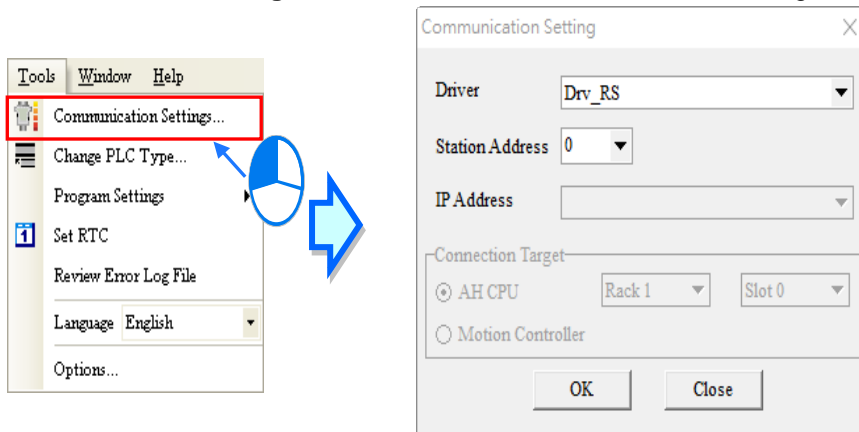 Tools Window Help
Communication Settings...
Change PLC Type...
Program Settings
1 Set RTC
Review Error Log File
Language English
Options...
Communication Setting
Driver Drv_RS
Station Address 0
IP Address
Connection Target
AH CPU Rack 1 Slot 0
Motion Controller
OK Close